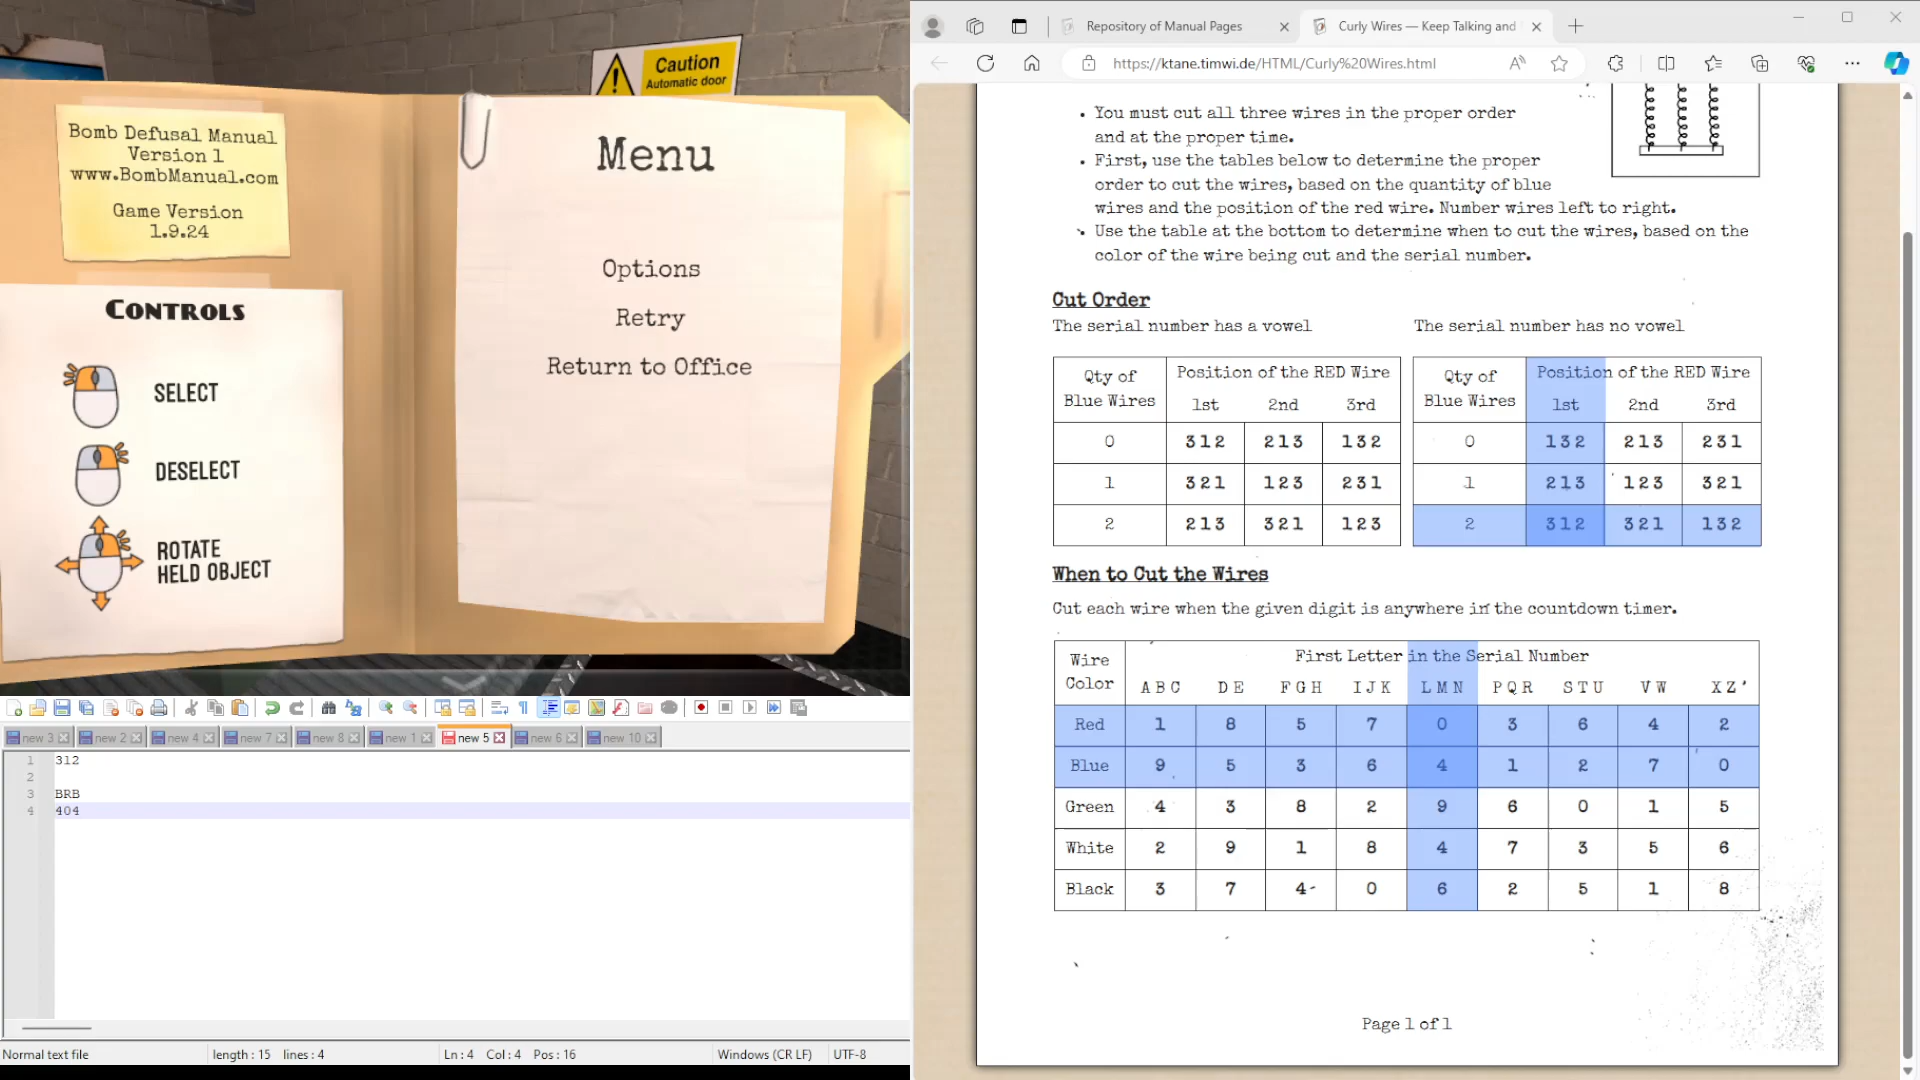 Caution
Automatic door
Bomb Defusal Manual
Version 1
www.BombManual.com
Game Version
1.9.24
CONTROLS
SELECT
DESELECT
ROTATE
HELD OBJECT
Menu
Options
Retry
Return to Office
new 3
new 2
new 4
new 7
new 8
new 1
new 5
new 6
new 10
1 312
2
3 BRB
4 404
Normal text file
length : 15 lines : 4
Ln : 4 Col : 4 Pos : 16
Windows (CR LF)
UTF-8
Repository of Manual Pages
Curly Wires — Keep Talking and
https://ktane.timwi.de/HTML/Curly%20Wires.html
• You must cut all three wires in the proper order
and at the proper time.
• First, use the tables below to determine the proper
order to cut the wires, based on the quantity of blue
wires and the position of the red wire. Number wires left to right.
• Use the table at the bottom to determine when to cut the wires, based on the
color of the wire being cut and the serial number.
Cut Order
The serial number has a vowel
Qty of
Blue Wires
Position of the RED Wire
1st 2nd 3rd
0 312 213 132
1 321 123 231
2 213 321 123
The serial number has no vowel
Qty of
Blue Wires
Position of the RED Wire
1st 2nd 3rd
0 132 213 231
1 213 123 321
2 312 321 132
When to Cut the Wires
Cut each wire when the given digit is anywhere in the countdown timer.
Wire
Color
First Letter in the Serial Number
A B C D E F G H I J K L M N P Q R S T U V W X Z
Red 1 8 5 7 0 3 6 4 2
Blue 9 5 3 6 4 1 2 7 0
Green 4 3 8 2 9 6 0 1 5
White 2 9 1 8 4 7 3 5 6
Black 3 7 4 0 6 2 5 1 8
Page 1 of 1